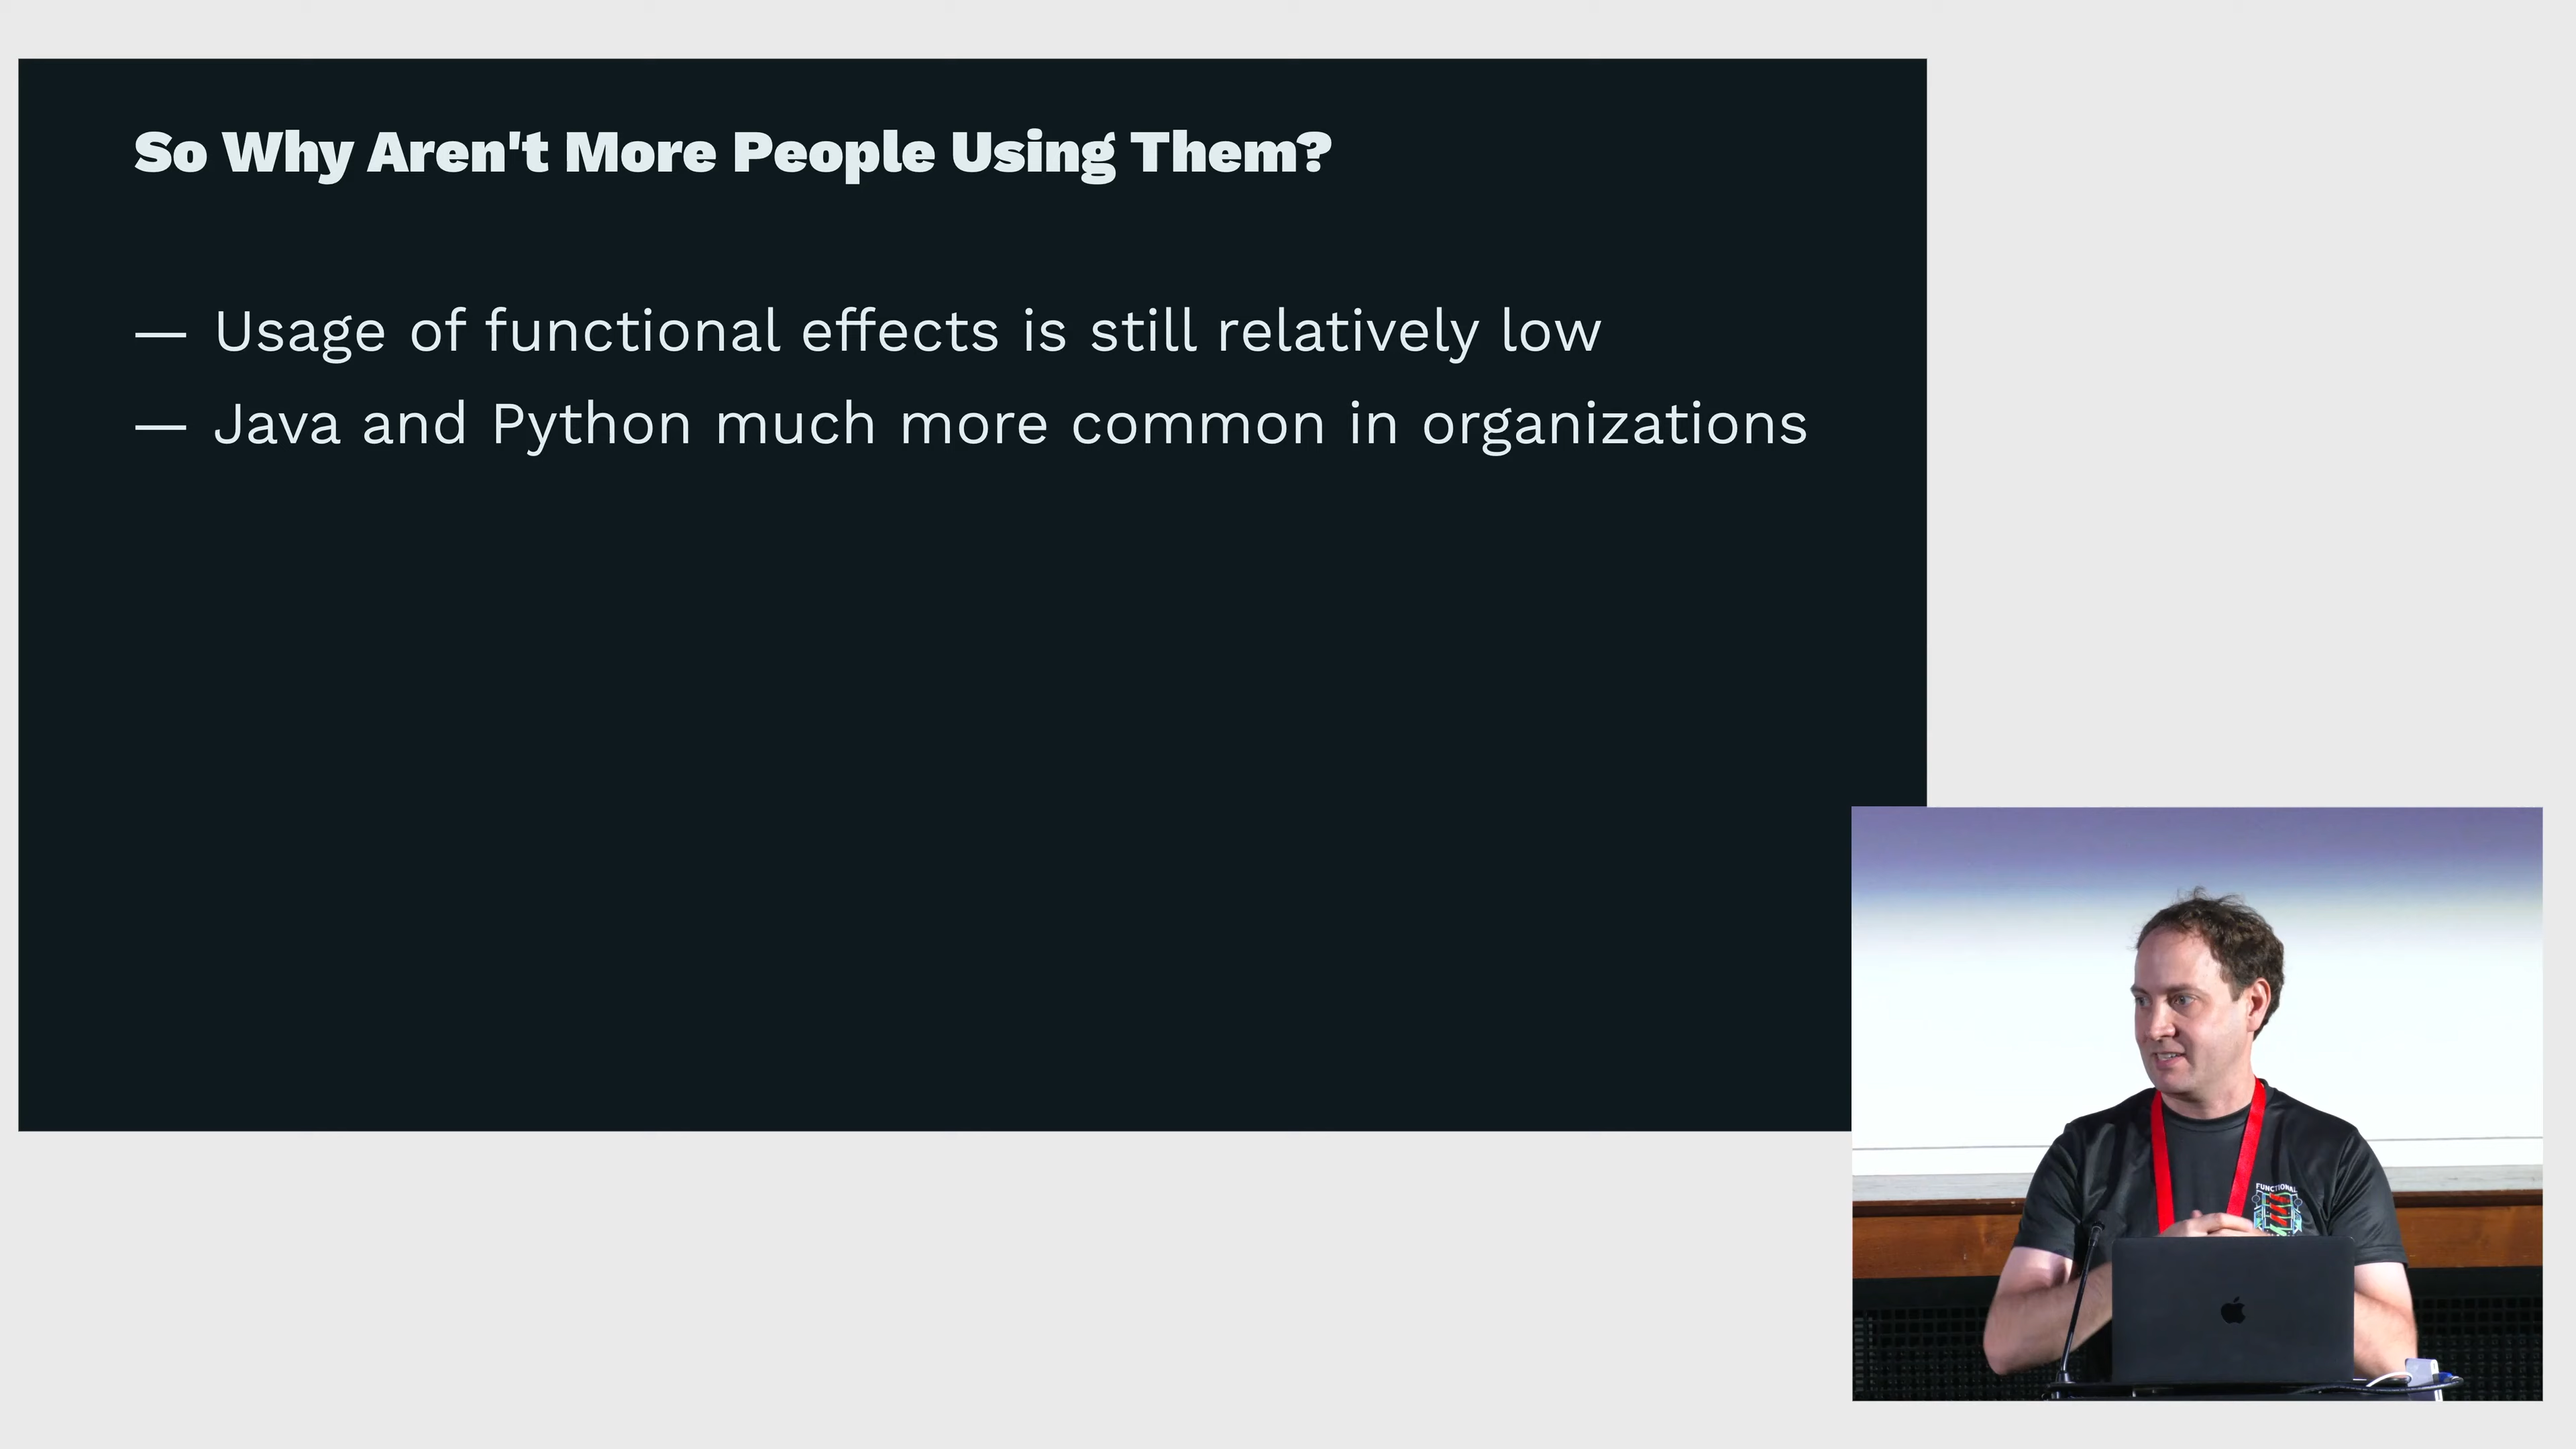 So Why Aren't More People Using Them?
— Usage of functional effects is still relatively low
— Java and Python much more common in organizations
FUNCTIONAL